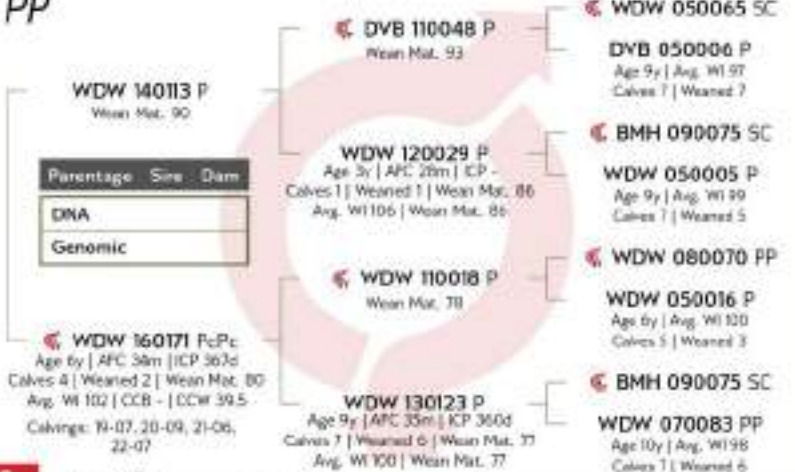 PP
WDW 140113 P
Wean Mat. 90
Parentage Sire Dam
DNA
Genomic
WDW 160171 PcPc
Age 6y | AFC 38m | ICP 367d
Calves 4 | Weaned 2 | Wean Mat. 80
Avg. WI 102 | CCB - | CCW 39.5
Calvings: 19-07, 20-09, 21-06,
22-07
DVB 110048 P
Wean Mat. 93
WDW 120029 P
Age 3y | AFC 28m | ICP -
Calves 1 | Weaned 1 | Wean Mat. 86
Avg. WI 106 | Wean Mat. 86
WDW 110018 P
Wean Mat. 78
WDW 130123 P
Age 9y | AFC 35m | ICP 360d
Calves 7 | Weaned 6 | Wean Mat. 77
Avg. WI 100 | Wean Mat. 77
WDW 050065 SC
DVB 050006 P
Age 9y | Avg. WI 97
Calves 7 | Weaned 7
BMH 090075 SC
WDW 050005 P
Age 9y | Avg. WI 99
Calves 7 | Weaned 5
WDW 080070 PP
WDW 050016 P
Age 6y | Avg. WI 100
Calves 5 | Weaned 3
BMH 090075 SC
WDW 070083 PP
Age 10y | Avg. WI 98
Calves 7 | Weaned 6